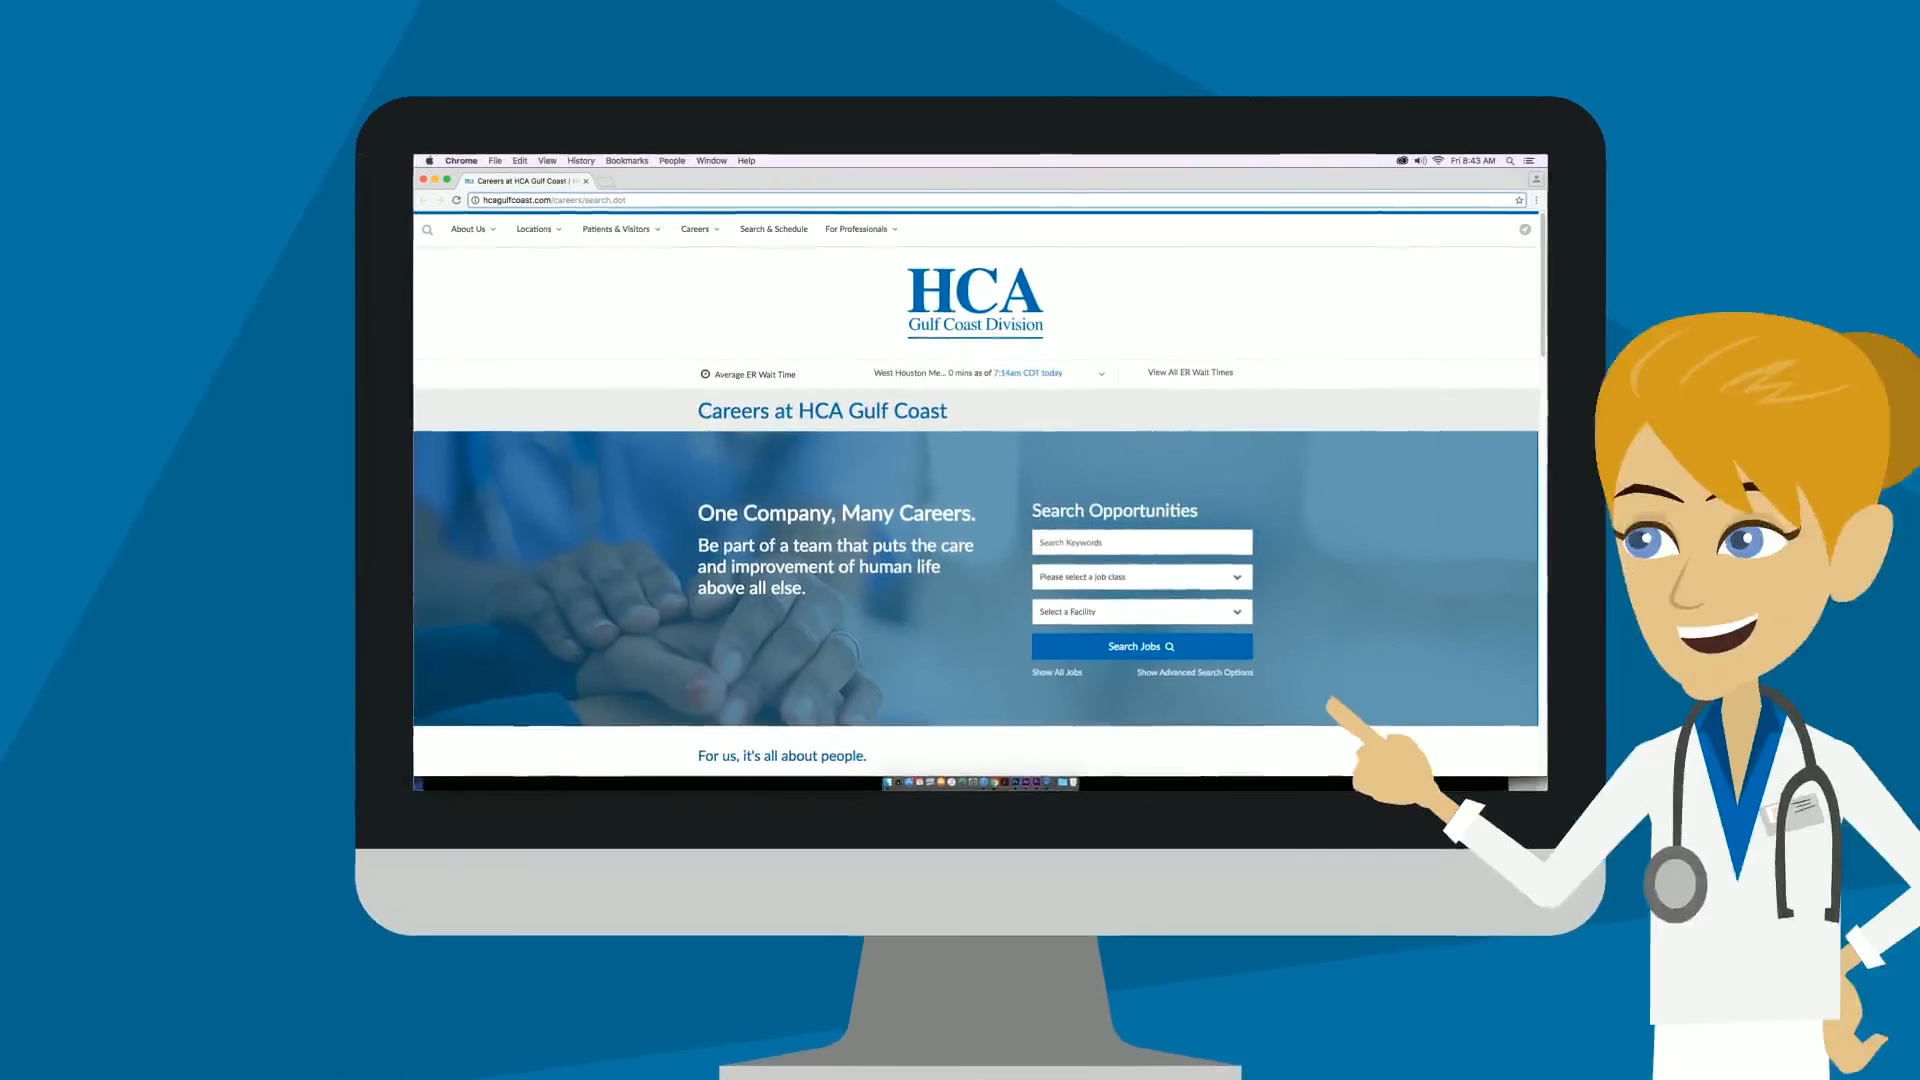 Chrome File Edit View History Bookmarks People Window Help Fri 8:43 AM
Careers at HCA Gulf Coast |
hcagulfcoast.com/careers/search.dot
About Us Locations Patients & Visitors Careers Search & Schedule For Professionals
HCA
Gulf Coast Division
Average ER Wait Time West Houston Me... 0 mins as of 7:14am CDT today View All ER Wait Times
Careers at HCA Gulf Coast
One Company, Many Careers.
Be part of a team that puts the care
and improvement of human life
above all else.
Search Opportunities
Search Keywords
Please select a job class
Select a Facility
Search Jobs
Show All Jobs Show Advanced Search Options
For us, it's all about people.